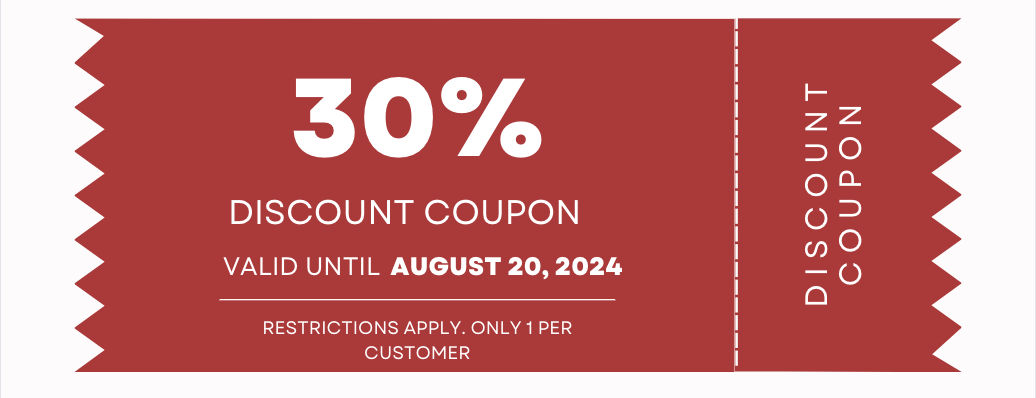 30%
DISCOUNT COUPON
VALID UNTIL AUGUST 20, 2024
RESTRICTIONS APPLY. ONLY 1 PER
CUSTOMER
DISCOUNT
COUPON